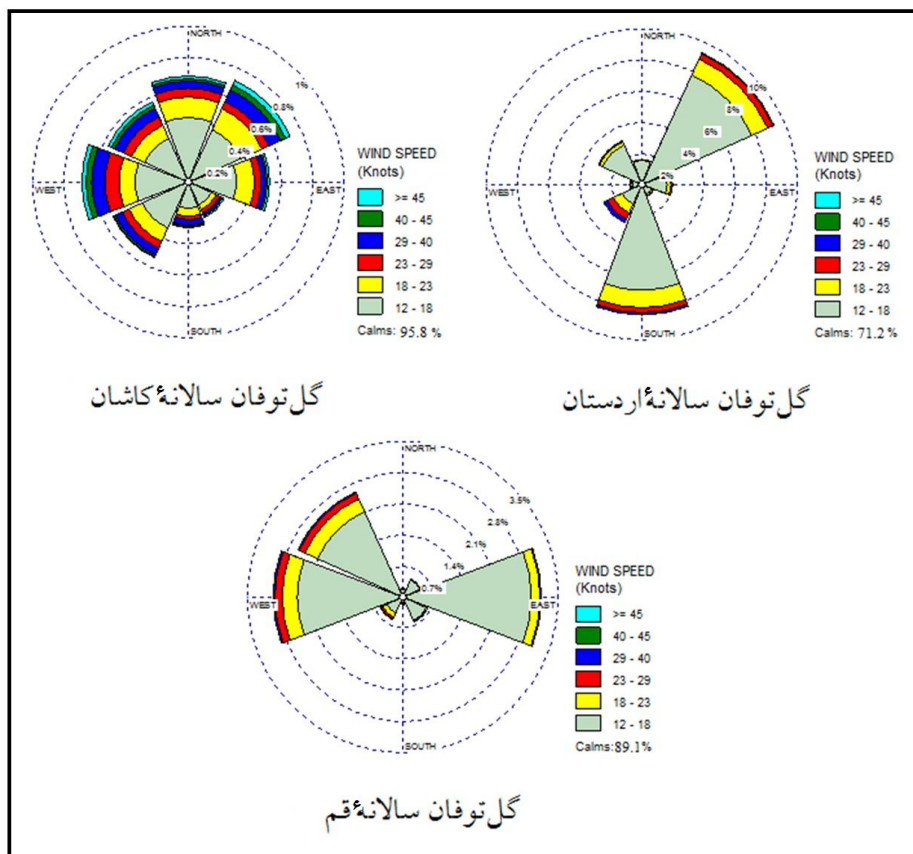 NORTH
1%
0.8%
0.6%
0.4%
0.2%
WEST
EAST
SOUTH
WIND SPEED
(Knots)
>= 45
40 - 45
29 - 40
23 - 29
18 - 23
12 - 18
Calms: 95.8 %
گل‌توفان سالانهٔ کاشان
NORTH
10%
8%
6%
4%
2%
WEST
EAST
SOUTH
WIND SPEED
(Knots)
>= 45
40 - 45
29 - 40
23 - 29
18 - 23
12 - 18
Calms: 71.2 %
گل‌توفان سالانهٔ اردستان
NORTH
3.5%
2.8%
2.1%
1.4%
0.7%
WEST
EAST
SOUTH
WIND SPEED
(Knots)
>= 45
40 - 45
29 - 40
23 - 29
18 - 23
12 - 18
Calms: 89.1%
گل‌توفان سالانهٔ قم